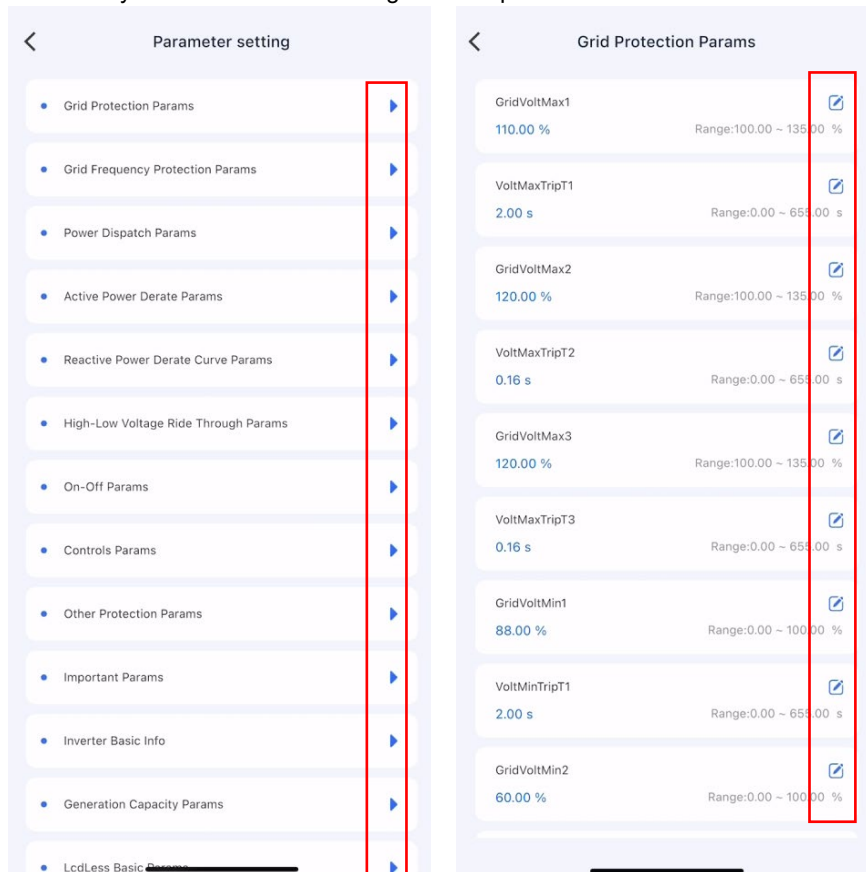 Parameter setting
Grid Protection Params
Grid Frequency Protection Params
Power Dispatch Params
Active Power Derate Params
Reactive Power Derate Curve Params
High-Low Voltage Ride Through Params
On-Off Params
Controls Params
Other Protection Params
Important Params
Inverter Basic Info
Generation Capacity Params
LcdLess Basic Params
Grid Protection Params
GridVoltMax1
110.00 % Range:100.00 ~ 135.00 %
VoltMaxTripT1
2.00 s Range:0.00 ~ 655.00 s
GridVoltMax2
120.00 % Range:100.00 ~ 135.00 %
VoltMaxTripT2
0.16 s Range:0.00 ~ 655.00 s
GridVoltMax3
120.00 % Range:100.00 ~ 135.00 %
VoltMaxTripT3
0.16 s Range:0.00 ~ 655.00 s
GridVoltMin1
88.00 % Range:0.00 ~ 100.00 %
VoltMinTripT1
2.00 s Range:0.00 ~ 655.00 s
GridVoltMin2
60.00 % Range:0.00 ~ 100.00 %